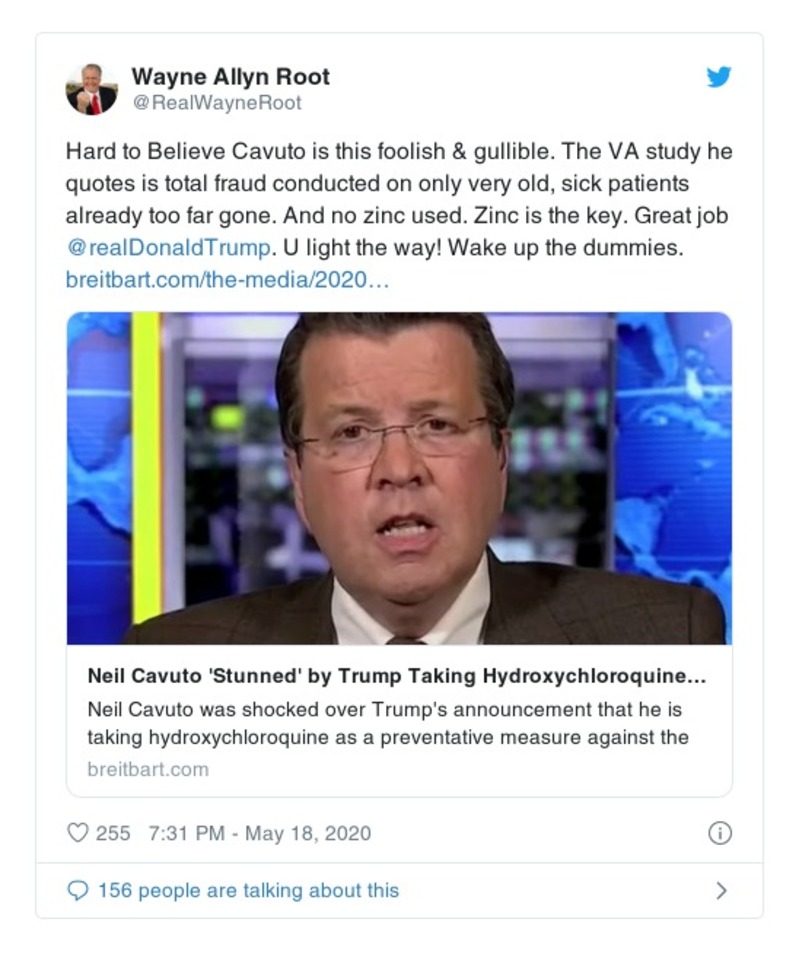 Wayne Allyn Root
@RealWayneRoot
Hard to Believe Cavuto is this foolish & gullible. The VA study he
quotes is total fraud conducted on only very old, sick patients
already too far gone. And no zinc used. Zinc is the key. Great job
@realDonaldTrump. U light the way! Wake up the dummies.
breitbart.com/the-media/2020…
Neil Cavuto 'Stunned' by Trump Taking Hydroxychloroquine...
Neil Cavuto was shocked over Trump's announcement that he is
taking hydroxychloroquine as a preventative measure against the
breitbart.com
255 7:31 PM - May 18, 2020
156 people are talking about this